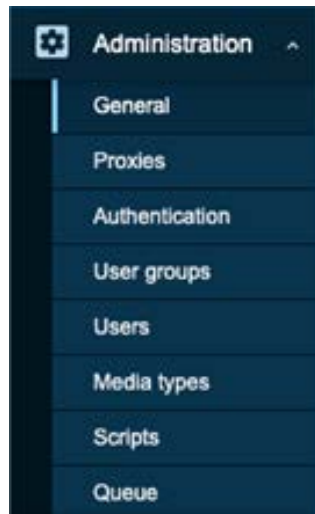 Administration
General
Proxies
Authentication
User groups
Users
Media types
Scripts
Queue